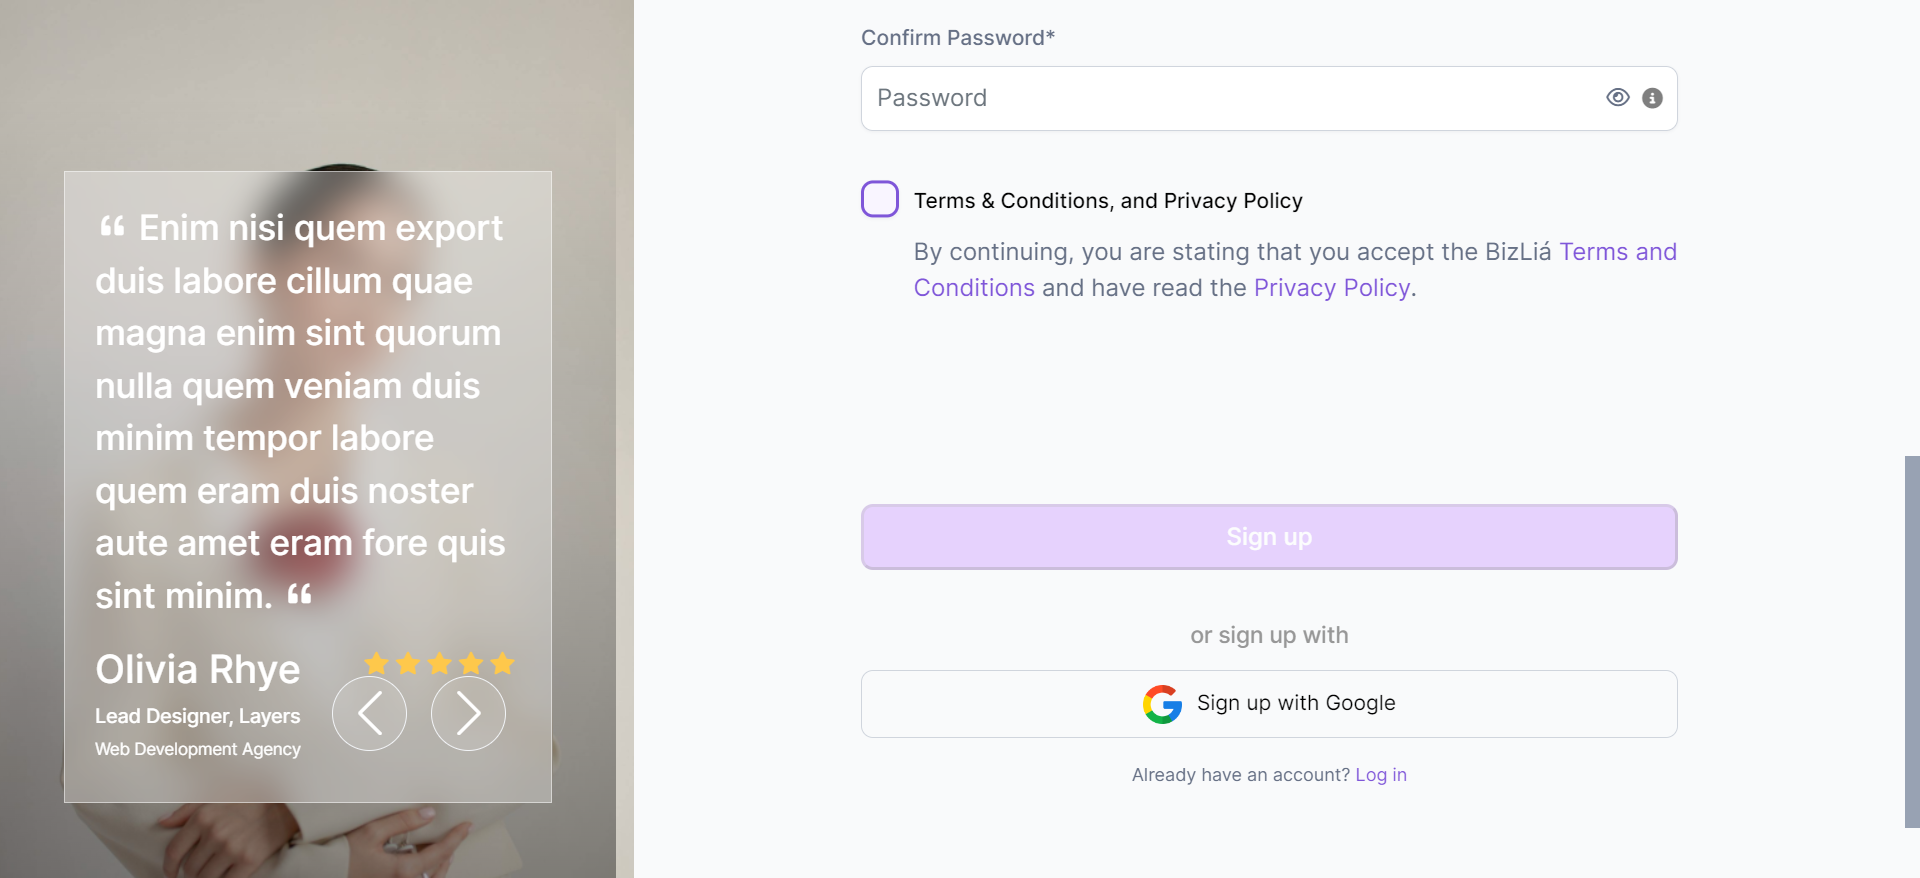 “ Enim nisi quem export
duis labore cillum quae
magna enim sint quorum
nulla quem veniam duis
minim tempor labore
quem eram duis noster
aute amet eram fore quis
sint minim. “
Olivia Rhye
Lead Designer, Layers
Web Development Agency
Confirm Password*
Password
Terms & Conditions, and Privacy Policy
By continuing, you are stating that you accept the BizLiá Terms and
Conditions and have read the Privacy Policy.
Sign up
or sign up with
Sign up with Google
Already have an account? Log in